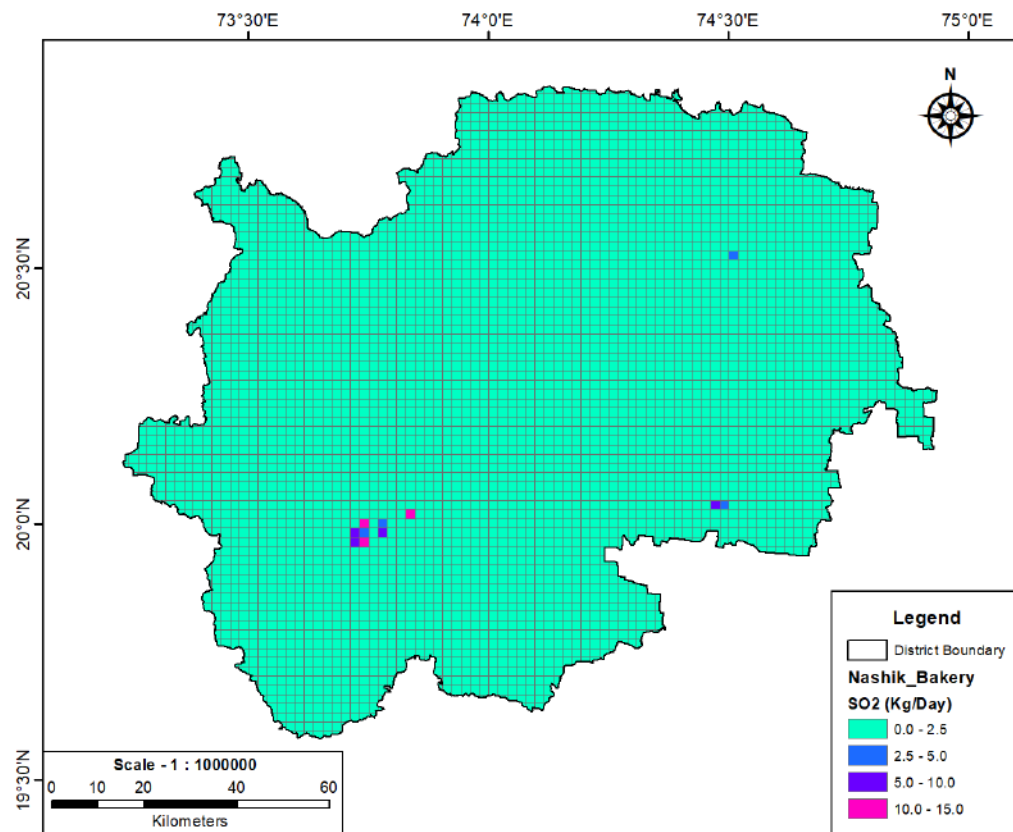 73°30'E 74°0'E 74°30'E 75°0'E
N
20°30'N
20°0'N
19°30'N
Legend
District Boundary
Nashik_Bakery
SO2 (Kg/Day)
0.0 - 2.5
2.5 - 5.0
5.0 - 10.0
10.0 - 15.0
Scale - 1 : 1000000
0 10 20 40 60
Kilometers